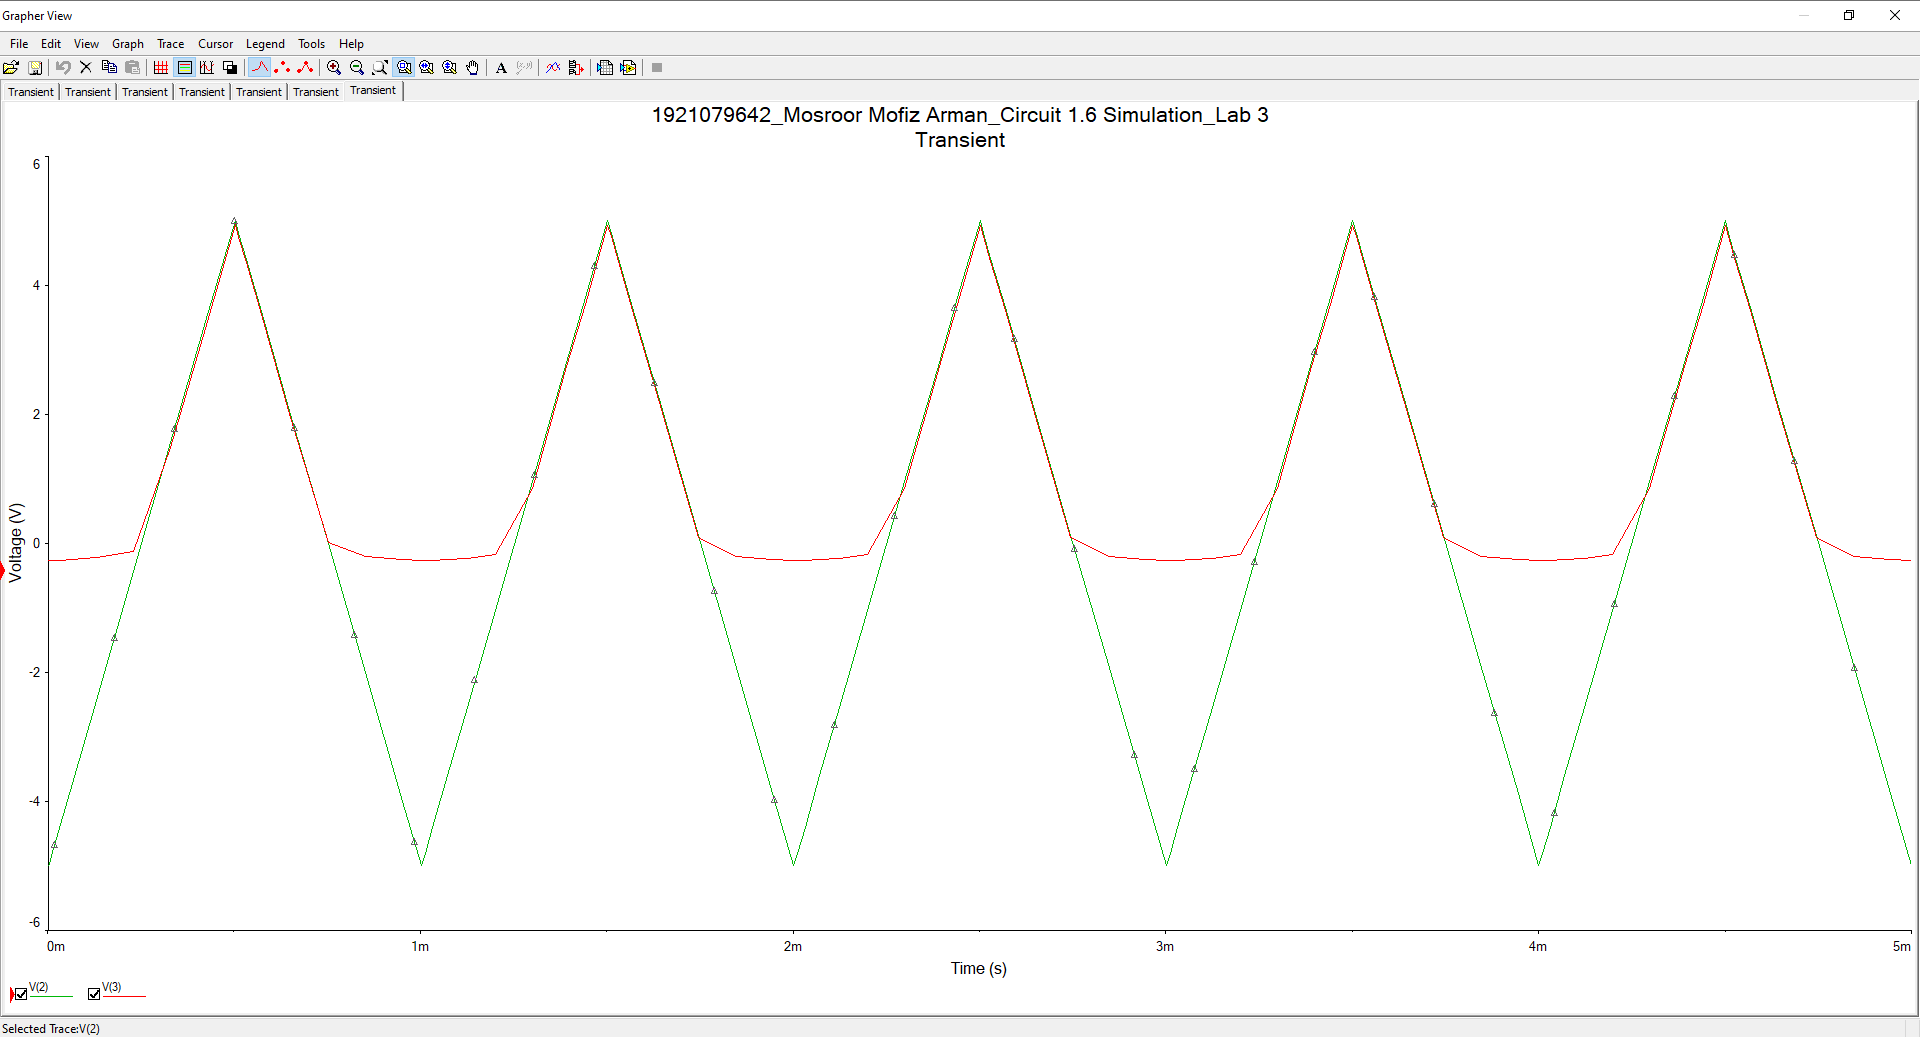 Grapher View
File Edit View Graph Trace Cursor Legend Tools Help
A
Transient Transient Transient Transient Transient Transient Transient
1921079642_Mosroor Mofiz Arman_Circuit 1.6 Simulation_Lab 3
Transient
6
4
2
0
-2
-4
-6
Voltage (V)
0m 1m 2m 3m 4m 5m
Time (s)
V(2) V(3)
Selected Trace:V(2)